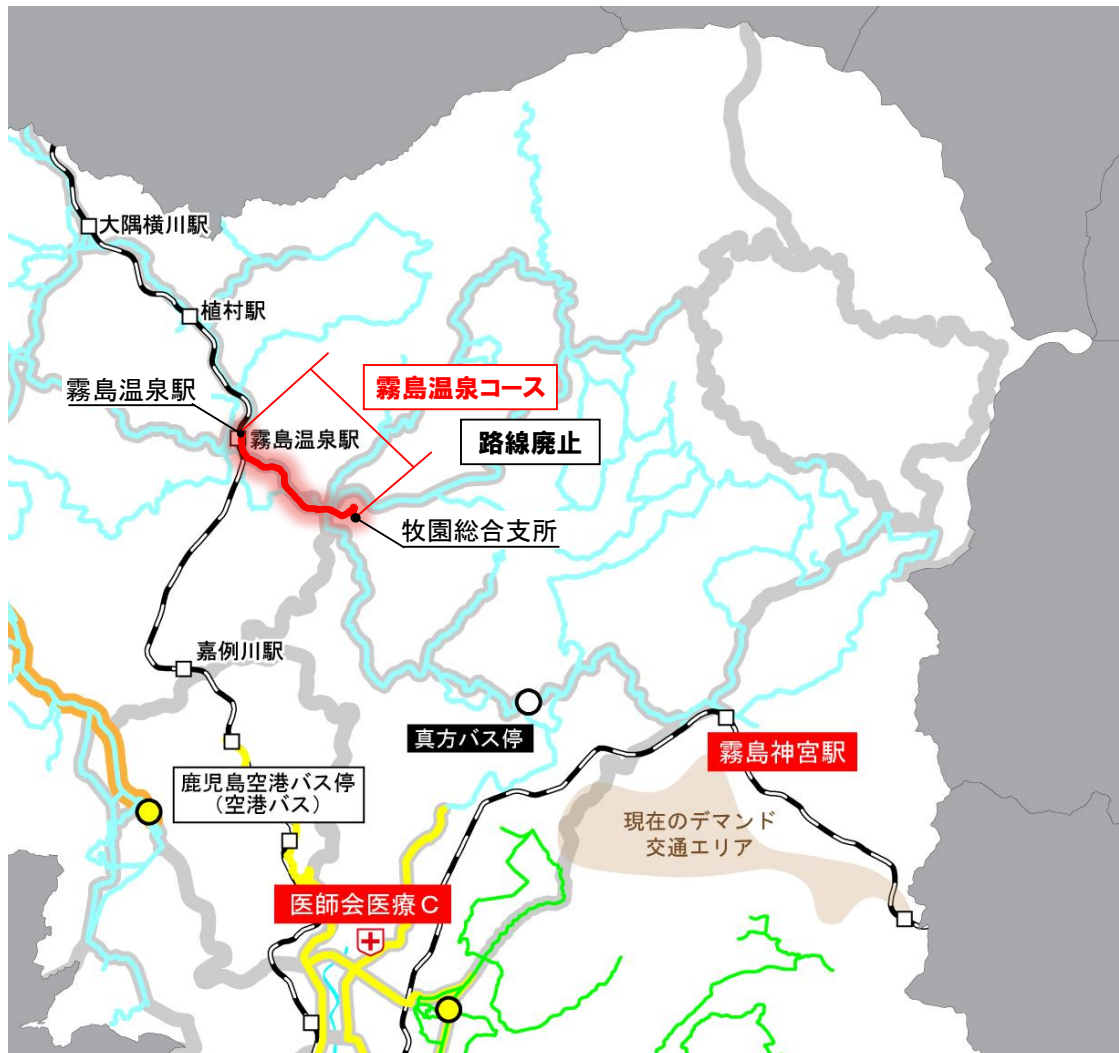 大隅横川駅
植村駅
霧島温泉駅
霧島温泉コース
霧島温泉駅
路線廃止
牧園総合支所
嘉例川駅
真方バス停
霧島神宮駅
鹿児島空港バス停
(空港バス)
現在のデマンド
交通エリア
医師会医療C